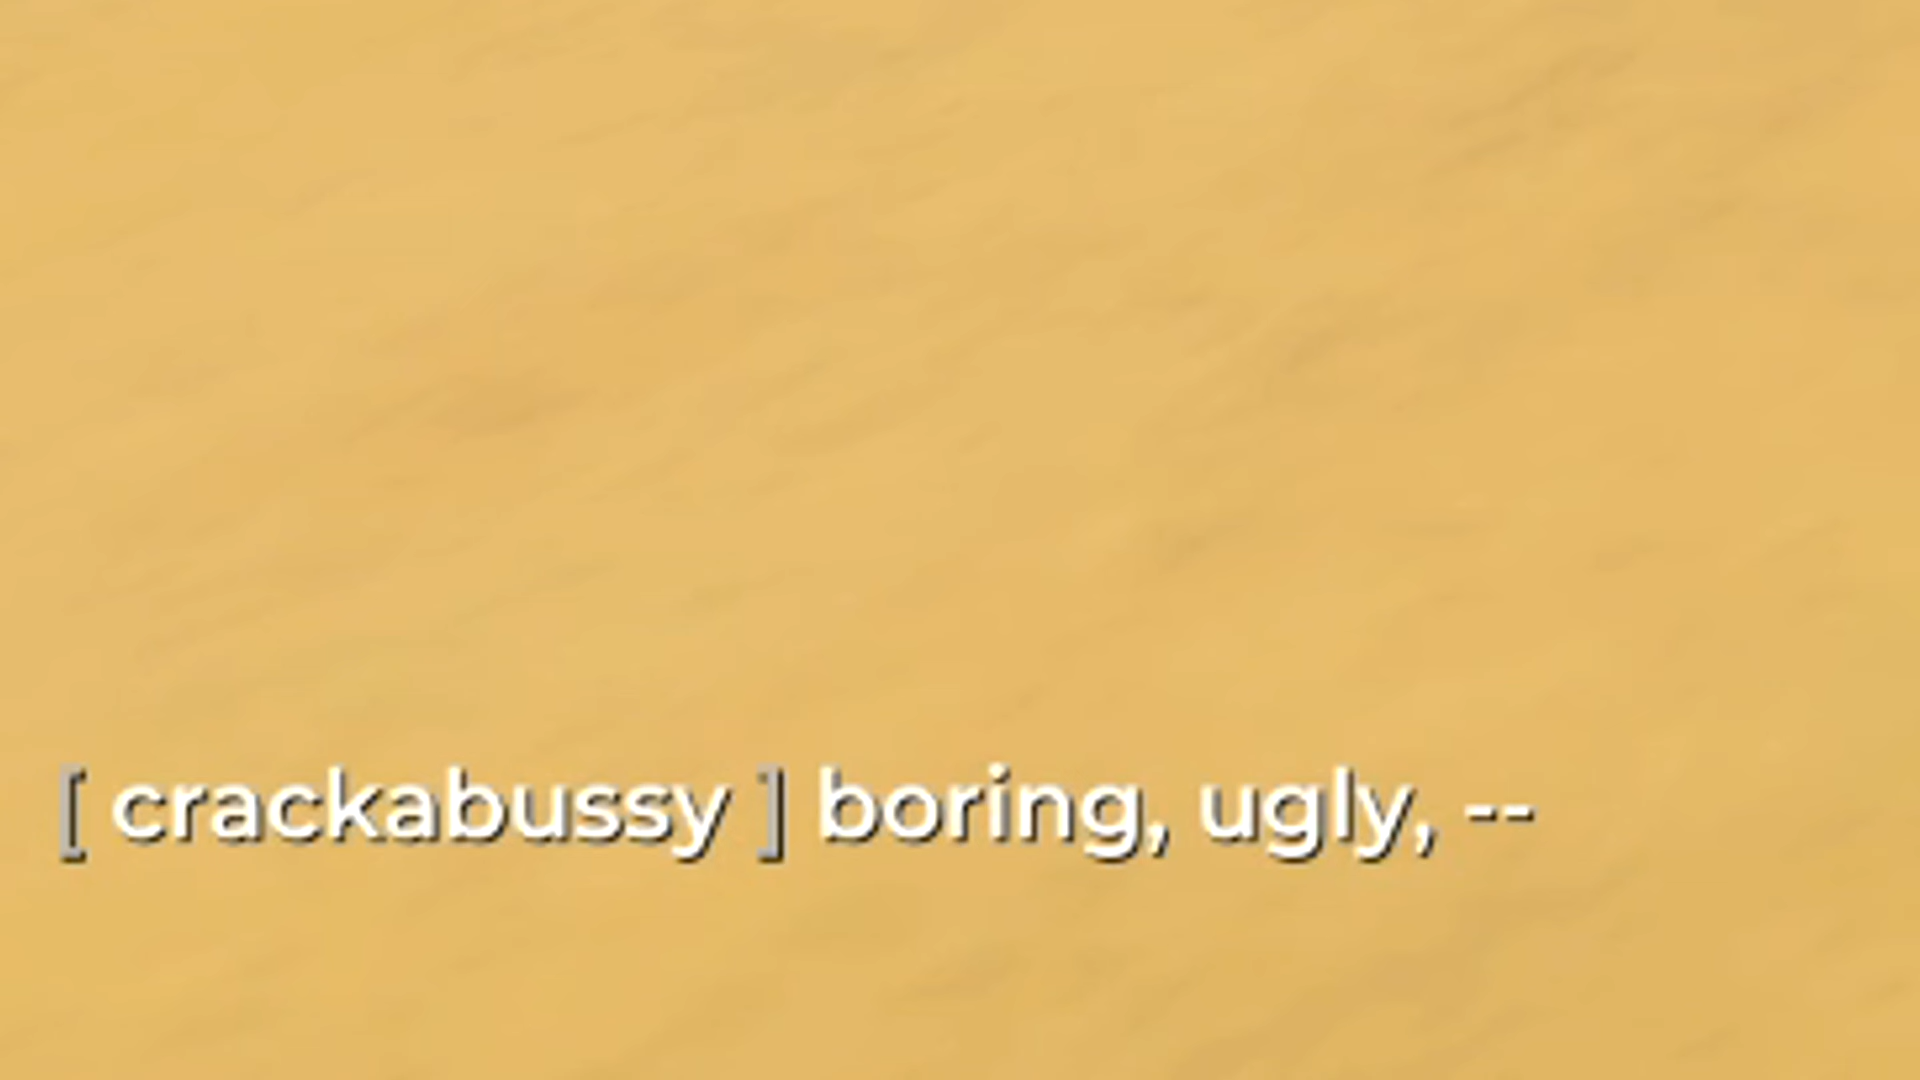 [ crackabussy ] boring, ugly, --